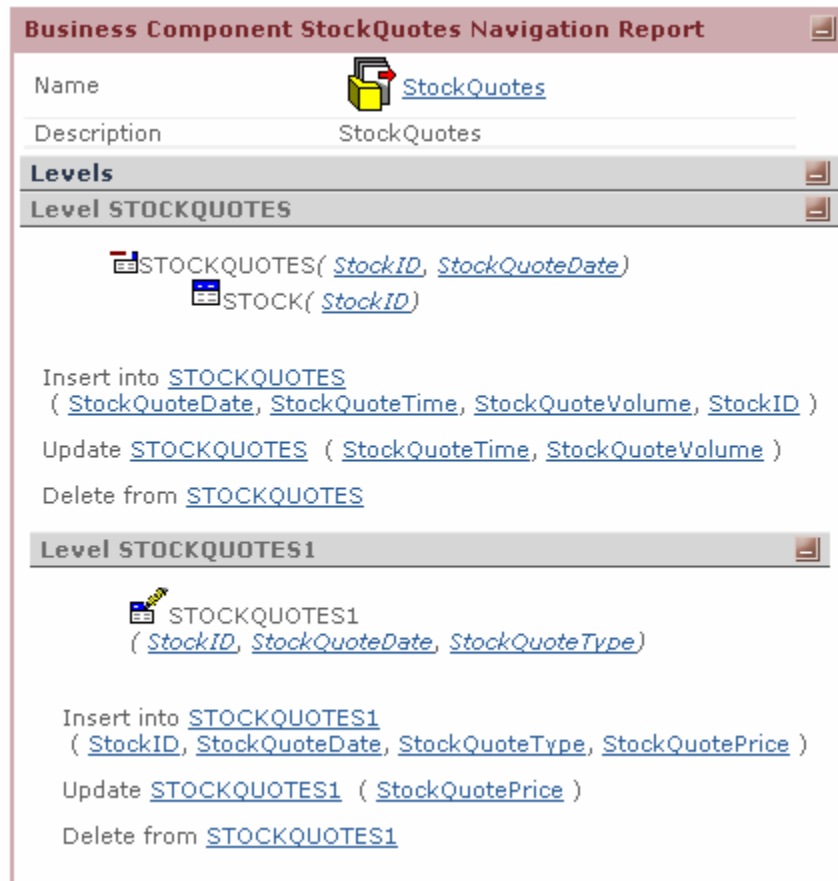 Business Component StockQuotes Navigation Report
Name StockQuotes
Description StockQuotes
Levels
Level STOCKQUOTES
STOCKQUOTES( StockID, StockQuoteDate)
STOCK( StockID)
Insert into STOCKQUOTES
( StockQuoteDate, StockQuoteTime, StockQuoteVolume, StockID )
Update STOCKQUOTES ( StockQuoteTime, StockQuoteVolume )
Delete from STOCKQUOTES
Level STOCKQUOTES1
STOCKQUOTES1
( StockID, StockQuoteDate, StockQuoteType)
Insert into STOCKQUOTES1
( StockID, StockQuoteDate, StockQuoteType, StockQuotePrice )
Update STOCKQUOTES1 ( StockQuotePrice )
Delete from STOCKQUOTES1